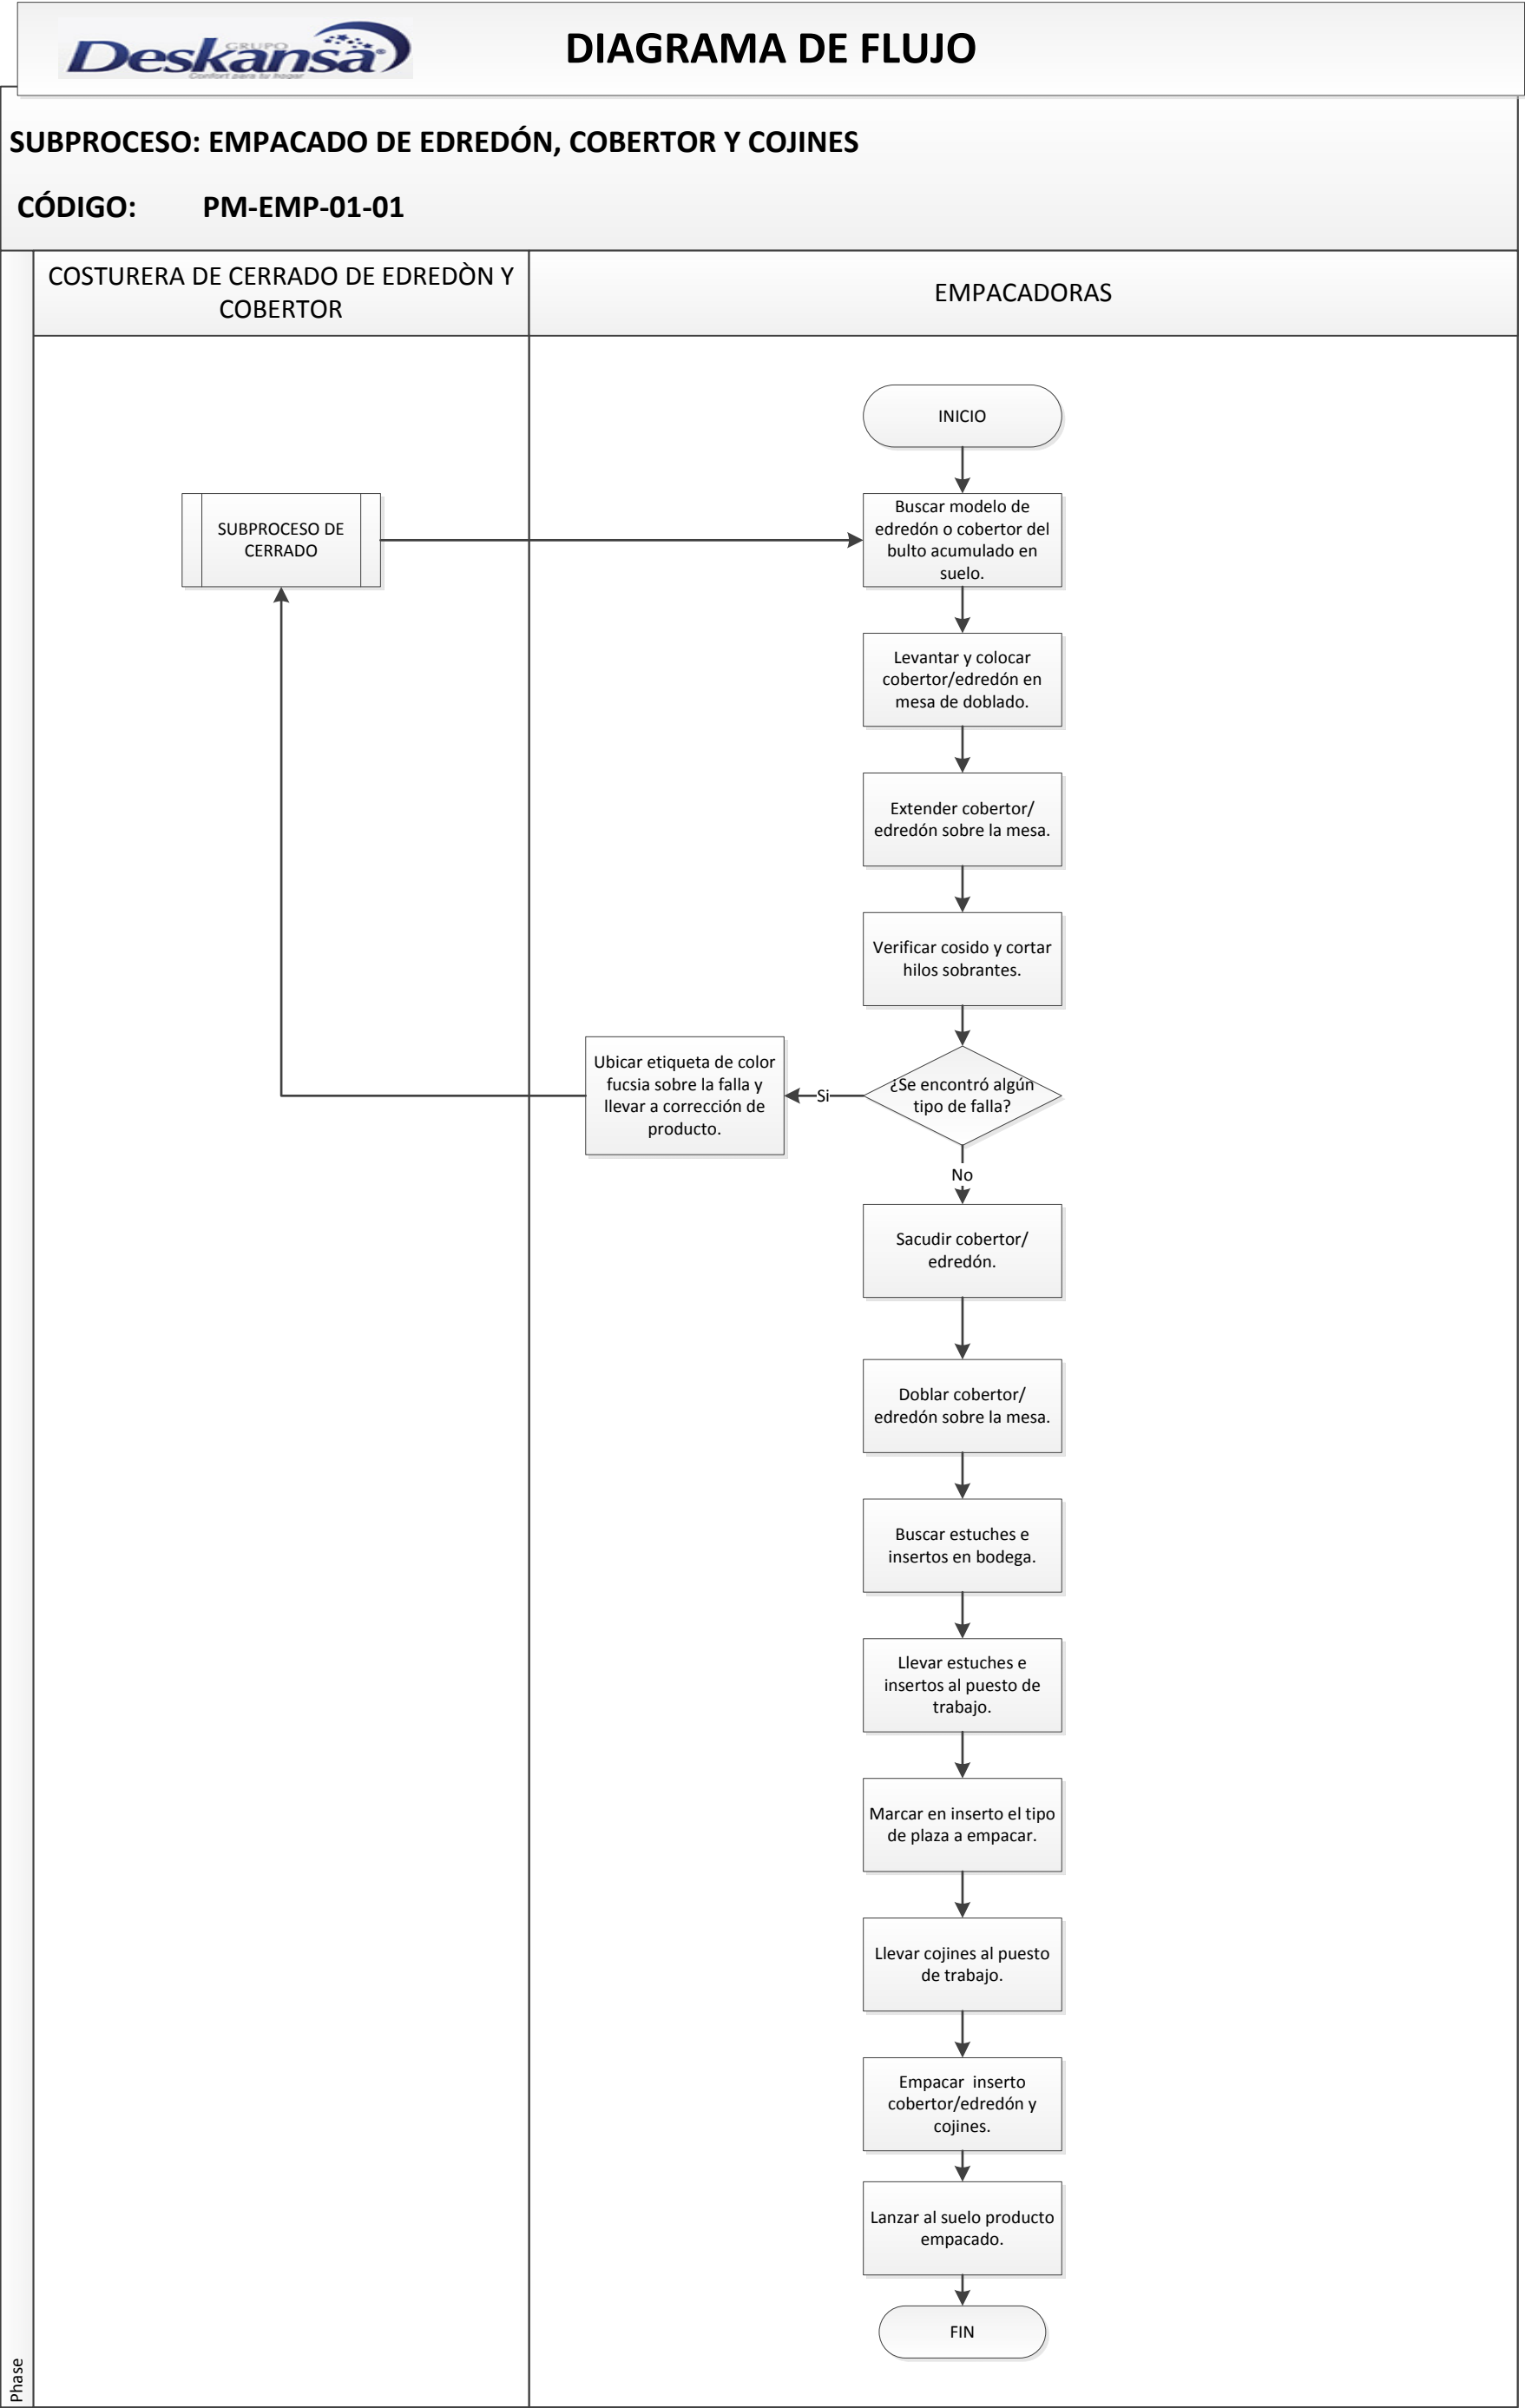 GRUPO
Deskansa
Confort para tu hogar
DIAGRAMA DE FLUJO
SUBPROCESO: EMPACADO DE EDREDÓN, COBERTOR Y COJINES
CÓDIGO: PM-EMP-01-01
COSTURERA DE CERRADO DE EDREDÒN Y
COBERTOR
EMPACADORAS
INICIO
SUBPROCESO DE
CERRADO
Buscar modelo de
edredón o cobertor del
bulto acumulado en
suelo.
Levantar y colocar
cobertor/edredón en
mesa de doblado.
Extender cobertor/
edredón sobre la mesa.
Verificar cosido y cortar
hilos sobrantes.
¿Se encontró algún
tipo de falla?
Si
Ubicar etiqueta de color
fucsia sobre la falla y
llevar a corrección de
producto.
No
Sacudir cobertor/
edredón.
Doblar cobertor/
edredón sobre la mesa.
Buscar estuches e
insertos en bodega.
Llevar estuches e
insertos al puesto de
trabajo.
Marcar en inserto el tipo
de plaza a empacar.
Llevar cojines al puesto
de trabajo.
Empacar  inserto
cobertor/edredón y
cojines.
Lanzar al suelo producto
empacado.
FIN
Phase